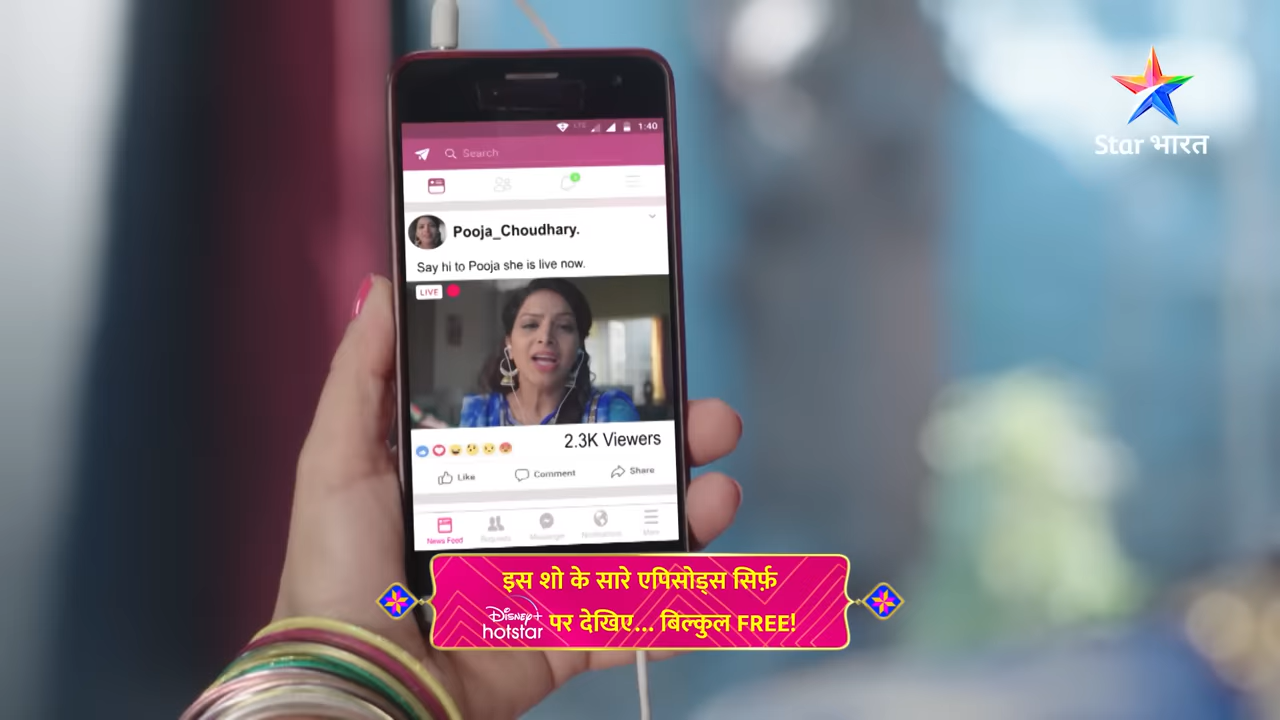 Star भारत
LTE 1:40
Search
Pooja_Choudhary.
Say hi to Pooja she is live now.
LIVE
2.3K Viewers
Like Comment Share
News Feed Requests Messenger Notifications More
इस शो के सारे एपिसोड्स सिर्फ़
Disney+ hotstar पर देखिए... बिल्कुल FREE!